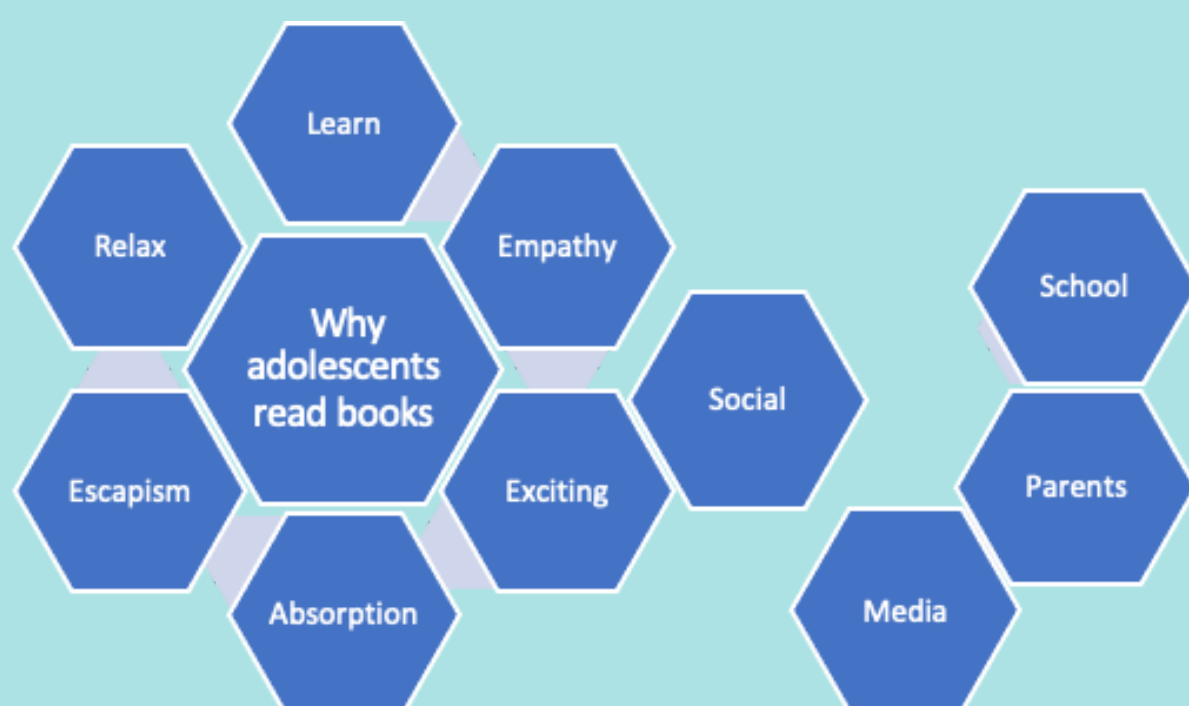 Learn
Relax
Empathy
Why
adolescents
read books
Escapism
Exciting
Absorption
Social
School
Parents
Media